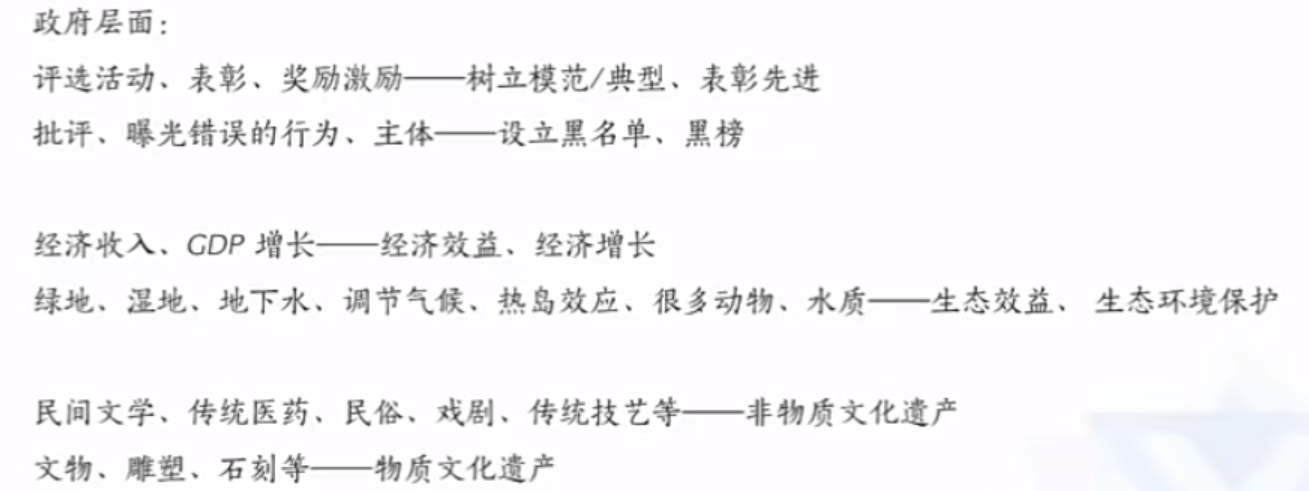 政府层面：
评选活动、表彰、奖励激励——树立模范/典型、表彰先进
批评、曝光错误的行为、主体——设立黑名单、黑榜
经济收入、GDP 增长——经济效益、经济增长
绿地、湿地、地下水、调节气候、热岛效应、很多动物、水质——生态效益、 生态环境保护
民间文学、传统医药、民俗、戏剧、传统技艺等——非物质文化遗产
文物、雕塑、石刻等——物质文化遗产